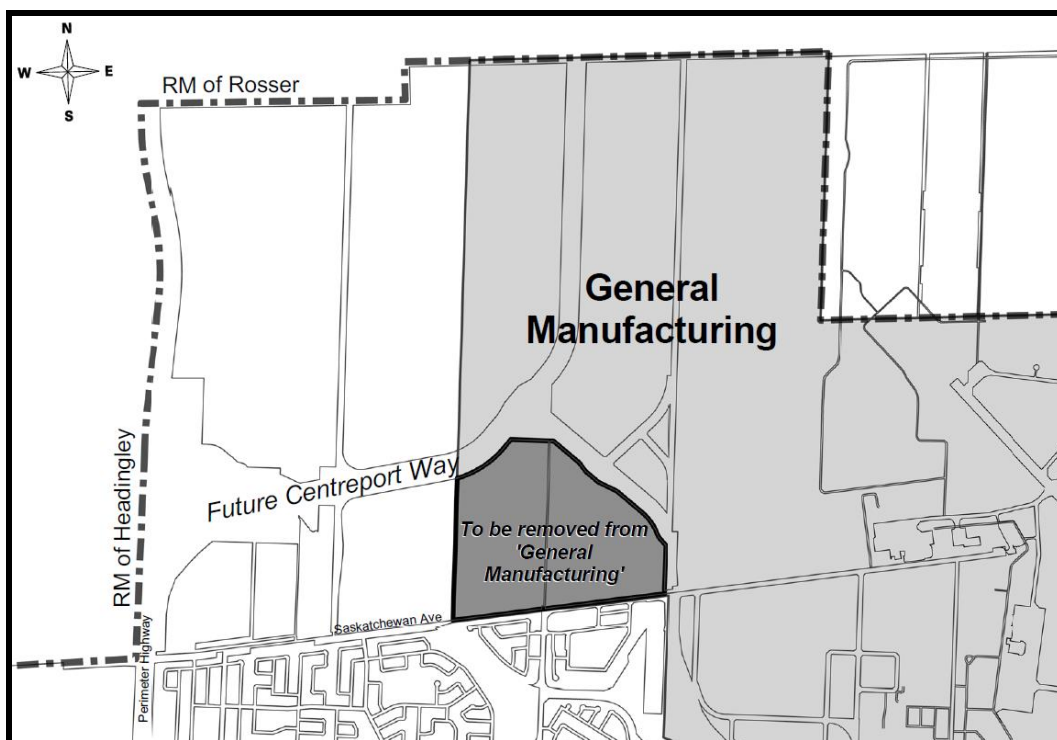 N
W E
S
RM of Rosser
General
Manufacturing
RM of Headingley
Future Centreport Way
To be removed from
'General
Manufacturing'
Saskatchewan Ave
Perimeter Highway